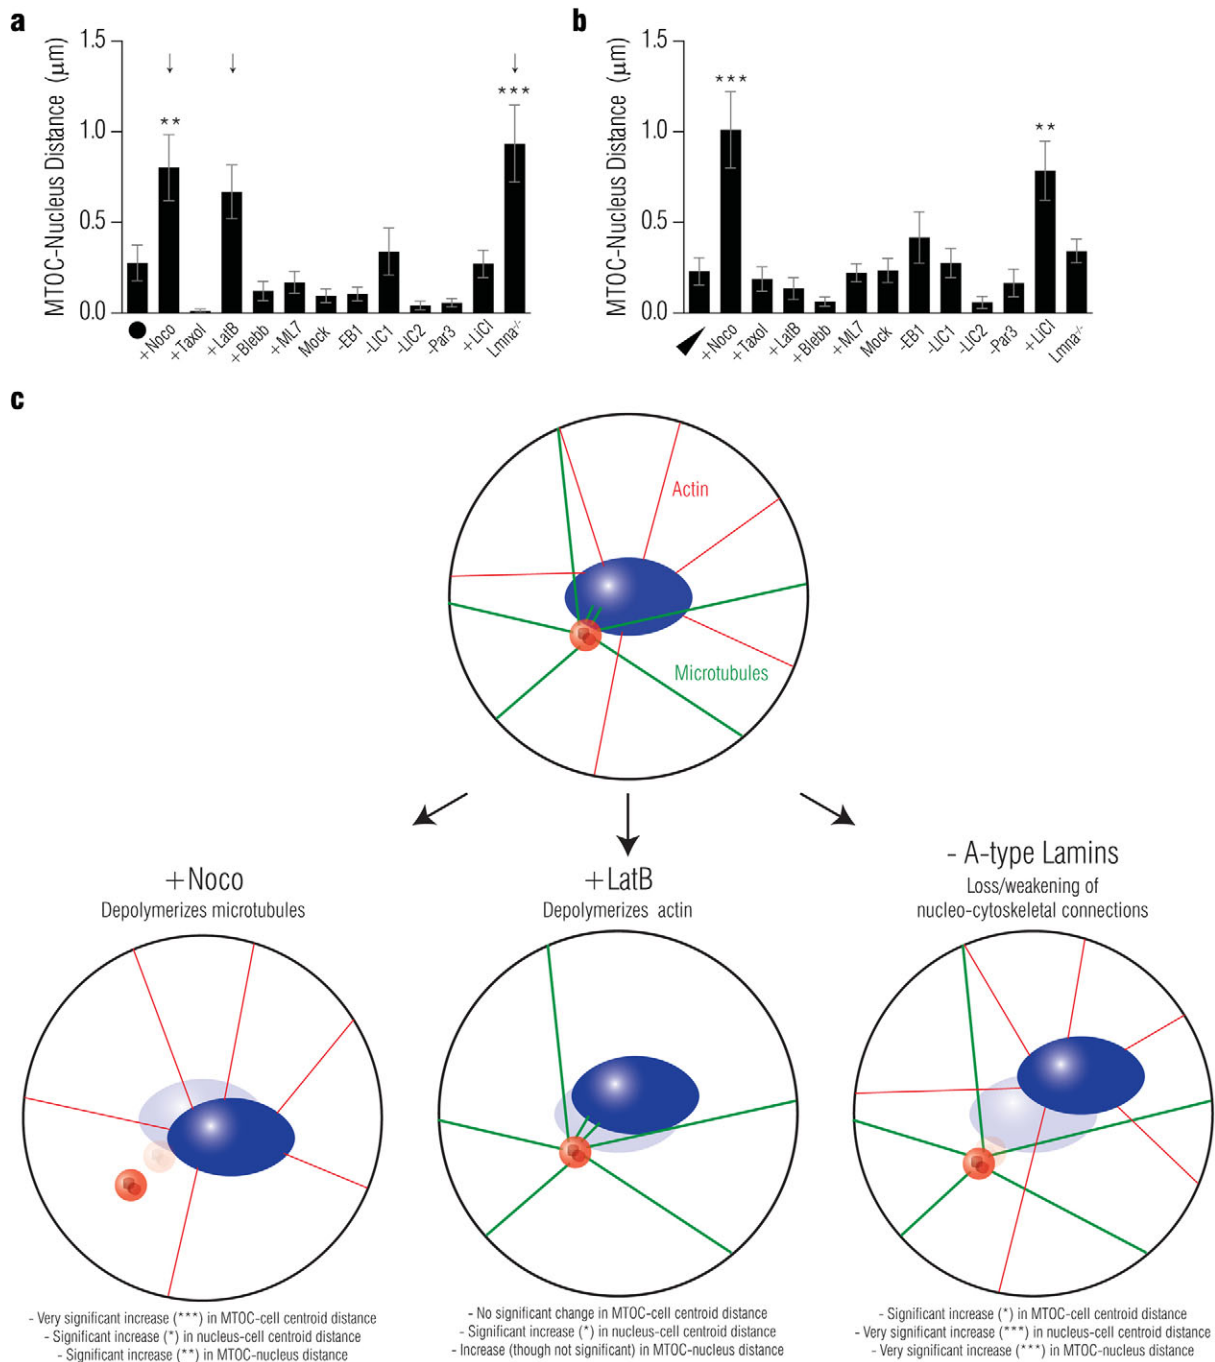 a
MTOC-Nucleus Distance (μm)
1.5
1.0
0.5
0.0
**
***
+Noco
+Taxol
+LatB
+Blebb
+ML7
Mock
-EB1
-LIC1
-LIC2
-Par3
+LiCl
Lmna-/-
b
MTOC-Nucleus Distance (μm)
1.5
1.0
0.5
0.0
***
**
+Noco
+Taxol
+LatB
+Blebb
+ML7
Mock
-EB1
-LIC1
-LIC2
-Par3
+LiCl
Lmna-/-
c
Actin
Microtubules
+Noco
Depolymerizes microtubules
+LatB
Depolymerizes actin
- A-type Lamins
Loss/weakening of
nucleo-cytoskeletal connections
- Very significant increase (***) in MTOC-cell centroid distance
- Significant increase (*) in nucleus-cell centroid distance
- Significant increase (**) in MTOC-nucleus distance
- No significant change in MTOC-cell centroid distance
- Significant increase (*) in nucleus-cell centroid distance
- Increase (though not significant) in MTOC-nucleus distance
- Significant increase (*) in MTOC-cell centroid distance
- Very significant increase (***) in nucleus-cell centroid distance
- Very significant increase (***) in MTOC-nucleus distance